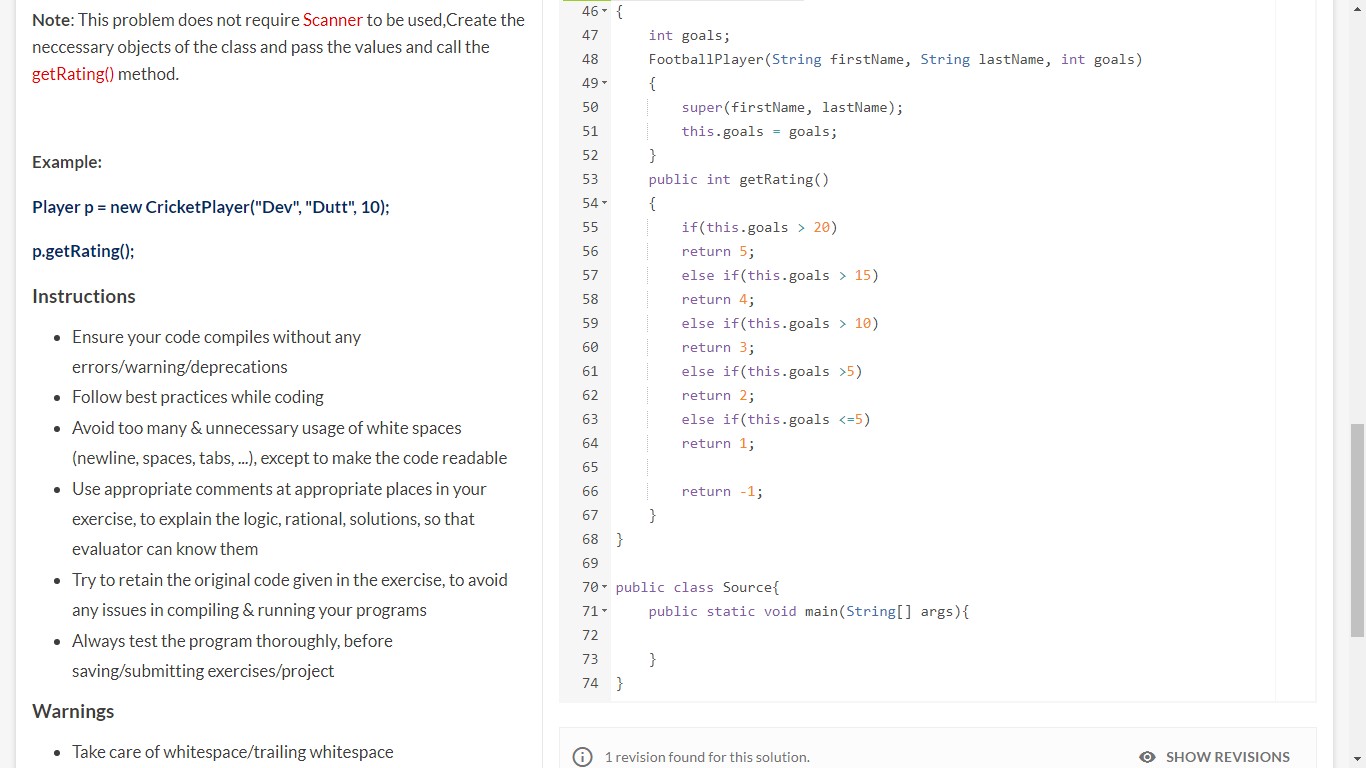 Note: This problem does not require Scanner to be used,Create the
neccessary objects of the class and pass the values and call the
getRating() method.
Example:
Player p = new CricketPlayer("Dev", "Dutt", 10);
p.getRating();
Instructions
• Ensure your code compiles without any
errors/warning/deprecations
• Follow best practices while coding
• Avoid too many & unnecessary usage of white spaces
(newline, spaces, tabs, ...), except to make the code readable
• Use appropriate comments at appropriate places in your
exercise, to explain the logic, rational, solutions, so that
evaluator can know them
• Try to retain the original code given in the exercise, to avoid
any issues in compiling & running your programs
• Always test the program thoroughly, before
saving/submitting exercises/project
Warnings
• Take care of whitespace/trailing whitespace
46 {
47 int goals;
48 FootballPlayer(String firstName, String lastName, int goals)
49 {
50 super(firstName, lastName);
51 this.goals = goals;
52 }
53 public int getRating()
54 {
55 if(this.goals > 20)
56 return 5;
57 else if(this.goals > 15)
58 return 4;
59 else if(this.goals > 10)
60 return 3;
61 else if(this.goals >5)
62 return 2;
63 else if(this.goals <=5)
64 return 1;
65
66 return -1;
67 }
68 }
69
70 public class Source{
71 public static void main(String[] args){
72
73 }
74 }
1 revision found for this solution.
SHOW REVISIONS